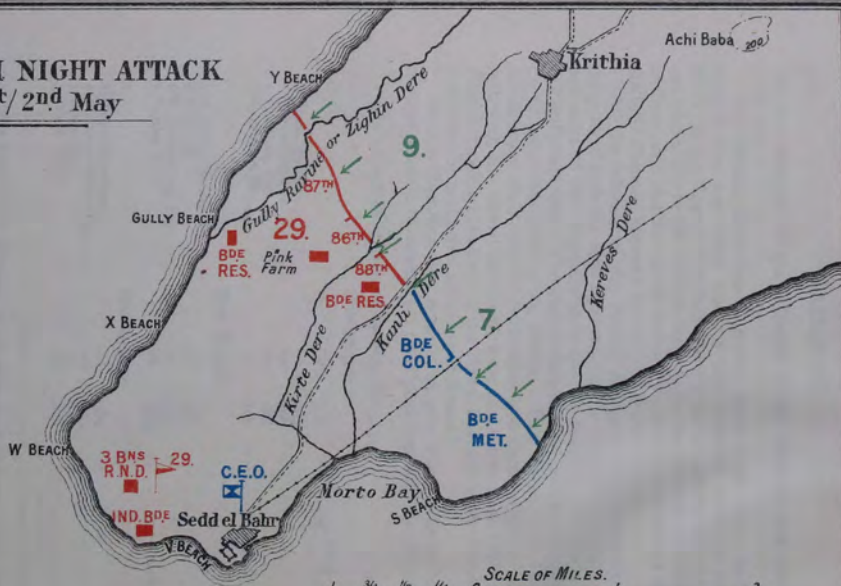 NIGHT ATTACK
/2nd May
Y BEACH
Krithia
Achi Baba
200
Gully Ravine or Zighin Dere
9.
87TH
GULLY BEACH
29.
86TH
BDE
RES.
Pink
Farm
88TH
BDE RES.
Kereves Dere
X BEACH
Kirte Dere
Kanli Dere
7.
BDE
COL.
BDE
MET.
W BEACH
3 BNS
R.N.D.
29.
C.E.O.
IND. BDE
Sedd el Bahr
Morto Bay
S BEACH
V BEACH
SCALE OF MILES.